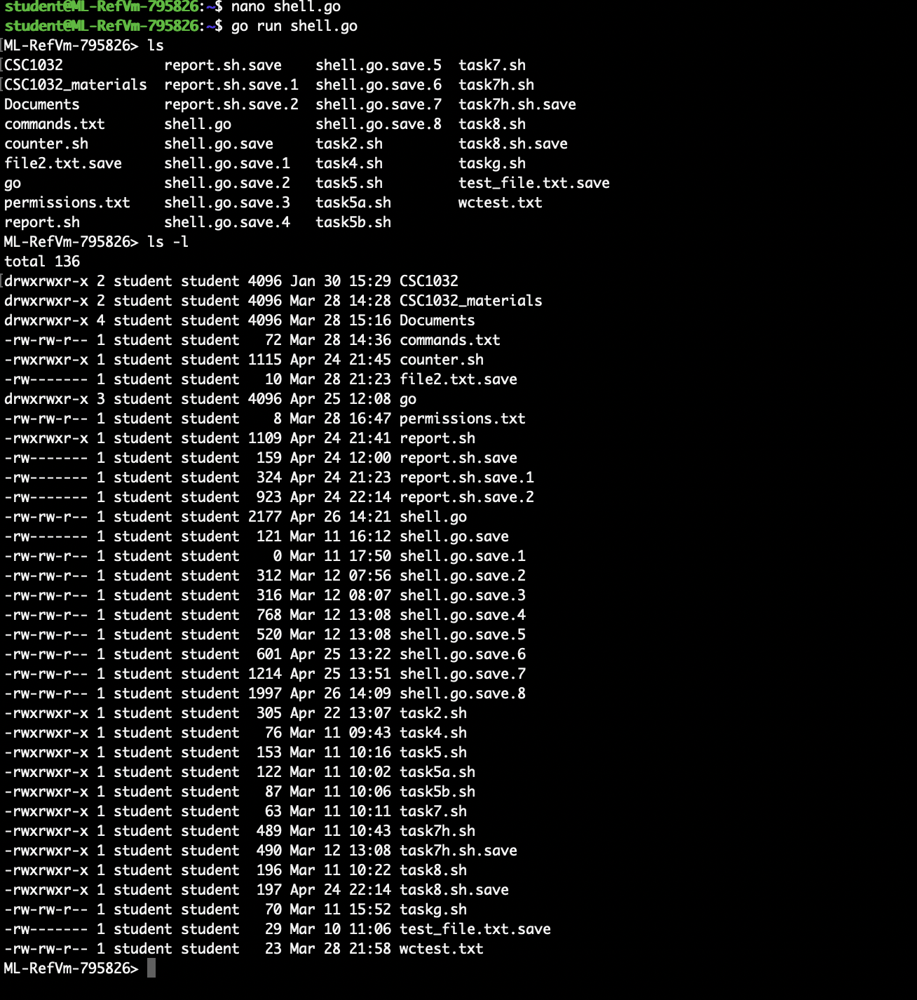 student@ML-RefVm-795826:~$ nano shell.go
student@ML-RefVm-795826:~$ go run shell.go
[ML-RefVm-795826> ls
[CSC1032            report.sh.save    shell.go.save.5  task7.sh
[CSC1032_materials  report.sh.save.1  shell.go.save.6  task7h.sh
Documents          report.sh.save.2  shell.go.save.7  task7h.sh.save
commands.txt       shell.go          shell.go.save.8  task8.sh
counter.sh         shell.go.save     task2.sh         task8.sh.save
file2.txt.save     shell.go.save.1   task4.sh         taskg.sh
go                 shell.go.save.2   task5.sh         test_file.txt.save
permissions.txt    shell.go.save.3   task5a.sh        wctest.txt
report.sh          shell.go.save.4   task5b.sh
ML-RefVm-795826> ls -l
total 136
[drwxrwxr-x 2 student student 4096 Jan 30 15:29 CSC1032
drwxrwxr-x 2 student student 4096 Mar 28 14:28 CSC1032_materials
drwxrwxr-x 4 student student 4096 Mar 28 15:16 Documents
-rw-rw-r-- 1 student student   72 Mar 28 14:36 commands.txt
-rwxrwxr-x 1 student student 1115 Apr 24 21:45 counter.sh
-rw------- 1 student student   10 Mar 28 21:23 file2.txt.save
drwxrwxr-x 3 student student 4096 Apr 25 12:08 go
-rw-rw-r-- 1 student student    8 Mar 28 16:47 permissions.txt
-rwxrwxr-x 1 student student 1109 Apr 24 21:41 report.sh
-rw------- 1 student student  159 Apr 24 12:00 report.sh.save
-rw------- 1 student student  324 Apr 24 21:23 report.sh.save.1
-rw------- 1 student student  923 Apr 24 22:14 report.sh.save.2
-rw-rw-r-- 1 student student 2177 Apr 26 14:21 shell.go
-rw------- 1 student student  121 Mar 11 16:12 shell.go.save
-rw-rw-r-- 1 student student    0 Mar 11 17:50 shell.go.save.1
-rw-rw-r-- 1 student student  312 Mar 12 07:56 shell.go.save.2
-rw-rw-r-- 1 student student  316 Mar 12 08:07 shell.go.save.3
-rw-rw-r-- 1 student student  768 Mar 12 13:08 shell.go.save.4
-rw-rw-r-- 1 student student  520 Mar 12 13:08 shell.go.save.5
-rw-rw-r-- 1 student student  601 Apr 25 13:22 shell.go.save.6
-rw-rw-r-- 1 student student 1214 Apr 25 13:51 shell.go.save.7
-rw-rw-r-- 1 student student 1997 Apr 26 14:09 shell.go.save.8
-rwxrwxr-x 1 student student  305 Apr 22 13:07 task2.sh
-rwxrwxr-x 1 student student   76 Mar 11 09:43 task4.sh
-rwxrwxr-x 1 student student  153 Mar 11 10:16 task5.sh
-rwxrwxr-x 1 student student  122 Mar 11 10:02 task5a.sh
-rwxrwxr-x 1 student student   87 Mar 11 10:06 task5b.sh
-rwxrwxr-x 1 student student   63 Mar 11 10:11 task7.sh
-rwxrwxr-x 1 student student  489 Mar 11 10:43 task7h.sh
-rwxrwxr-x 1 student student  490 Mar 12 13:08 task7h.sh.save
-rwxrwxr-x 1 student student  196 Mar 11 10:22 task8.sh
-rwxrwxr-x 1 student student  197 Apr 24 22:14 task8.sh.save
-rw-rw-r-- 1 student student   70 Mar 11 15:52 taskg.sh
-rw------- 1 student student   29 Mar 10 11:06 test_file.txt.save
-rw-rw-r-- 1 student student   23 Mar 28 21:58 wctest.txt
ML-RefVm-795826>